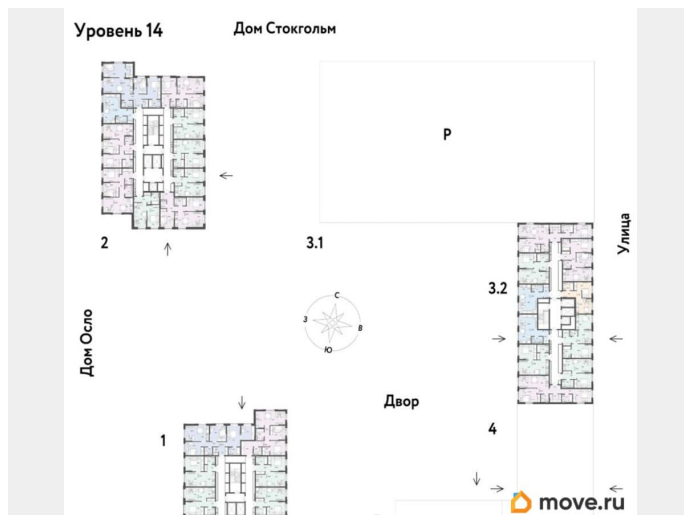 Уровень 14
Дом Стокгольм
P
Улица
2
3.1
3.2
С
З
В
Ю
Дом Осло
Двор
1
4
move.ru